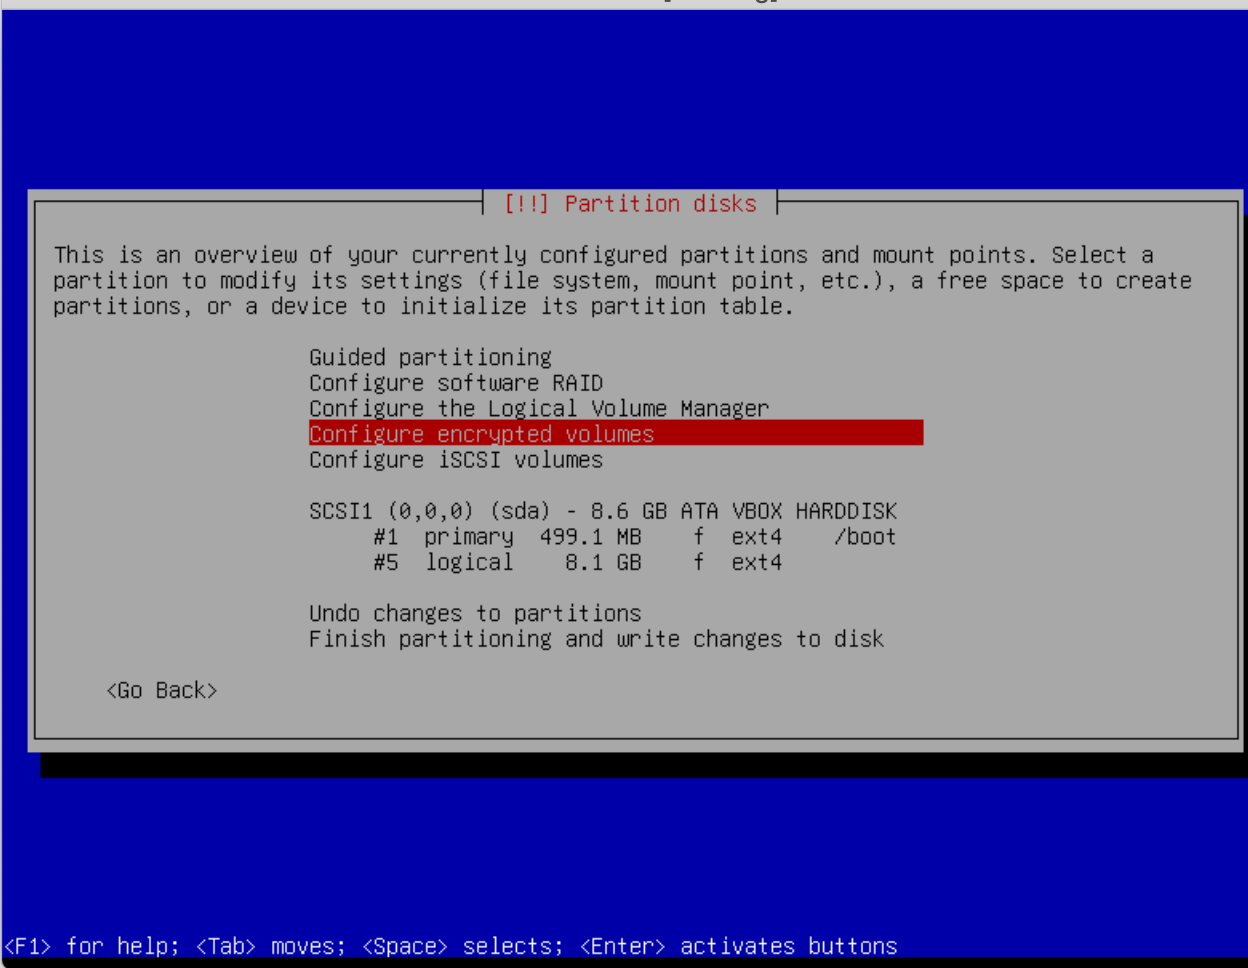 [!!] Partition disks
This is an overview of your currently configured partitions and mount points. Select a
partition to modify its settings (file system, mount point, etc.), a free space to create
partitions, or a device to initialize its partition table.
Guided partitioning
Configure software RAID
Configure the Logical Volume Manager
Configure encrypted volumes
Configure iSCSI volumes
SCSI1 (0,0,0) (sda) - 8.6 GB ATA VBOX HARDDISK
#1 primary 499.1 MB f ext4 /boot
#5 logical 8.1 GB f ext4
Undo changes to partitions
Finish partitioning and write changes to disk
<Go Back>
<F1> for help; <Tab> moves; <Space> selects; <Enter> activates buttons